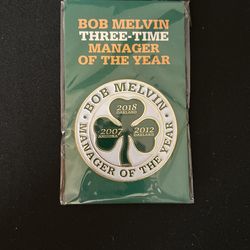 BOB MELVIN
THREE-TIME
MANAGER
OF THE YEAR
BOB MELVIN
2018
OAKLAND
2007
ARIZONA
2012
OAKLAND
MANAGER OF THE YEAR